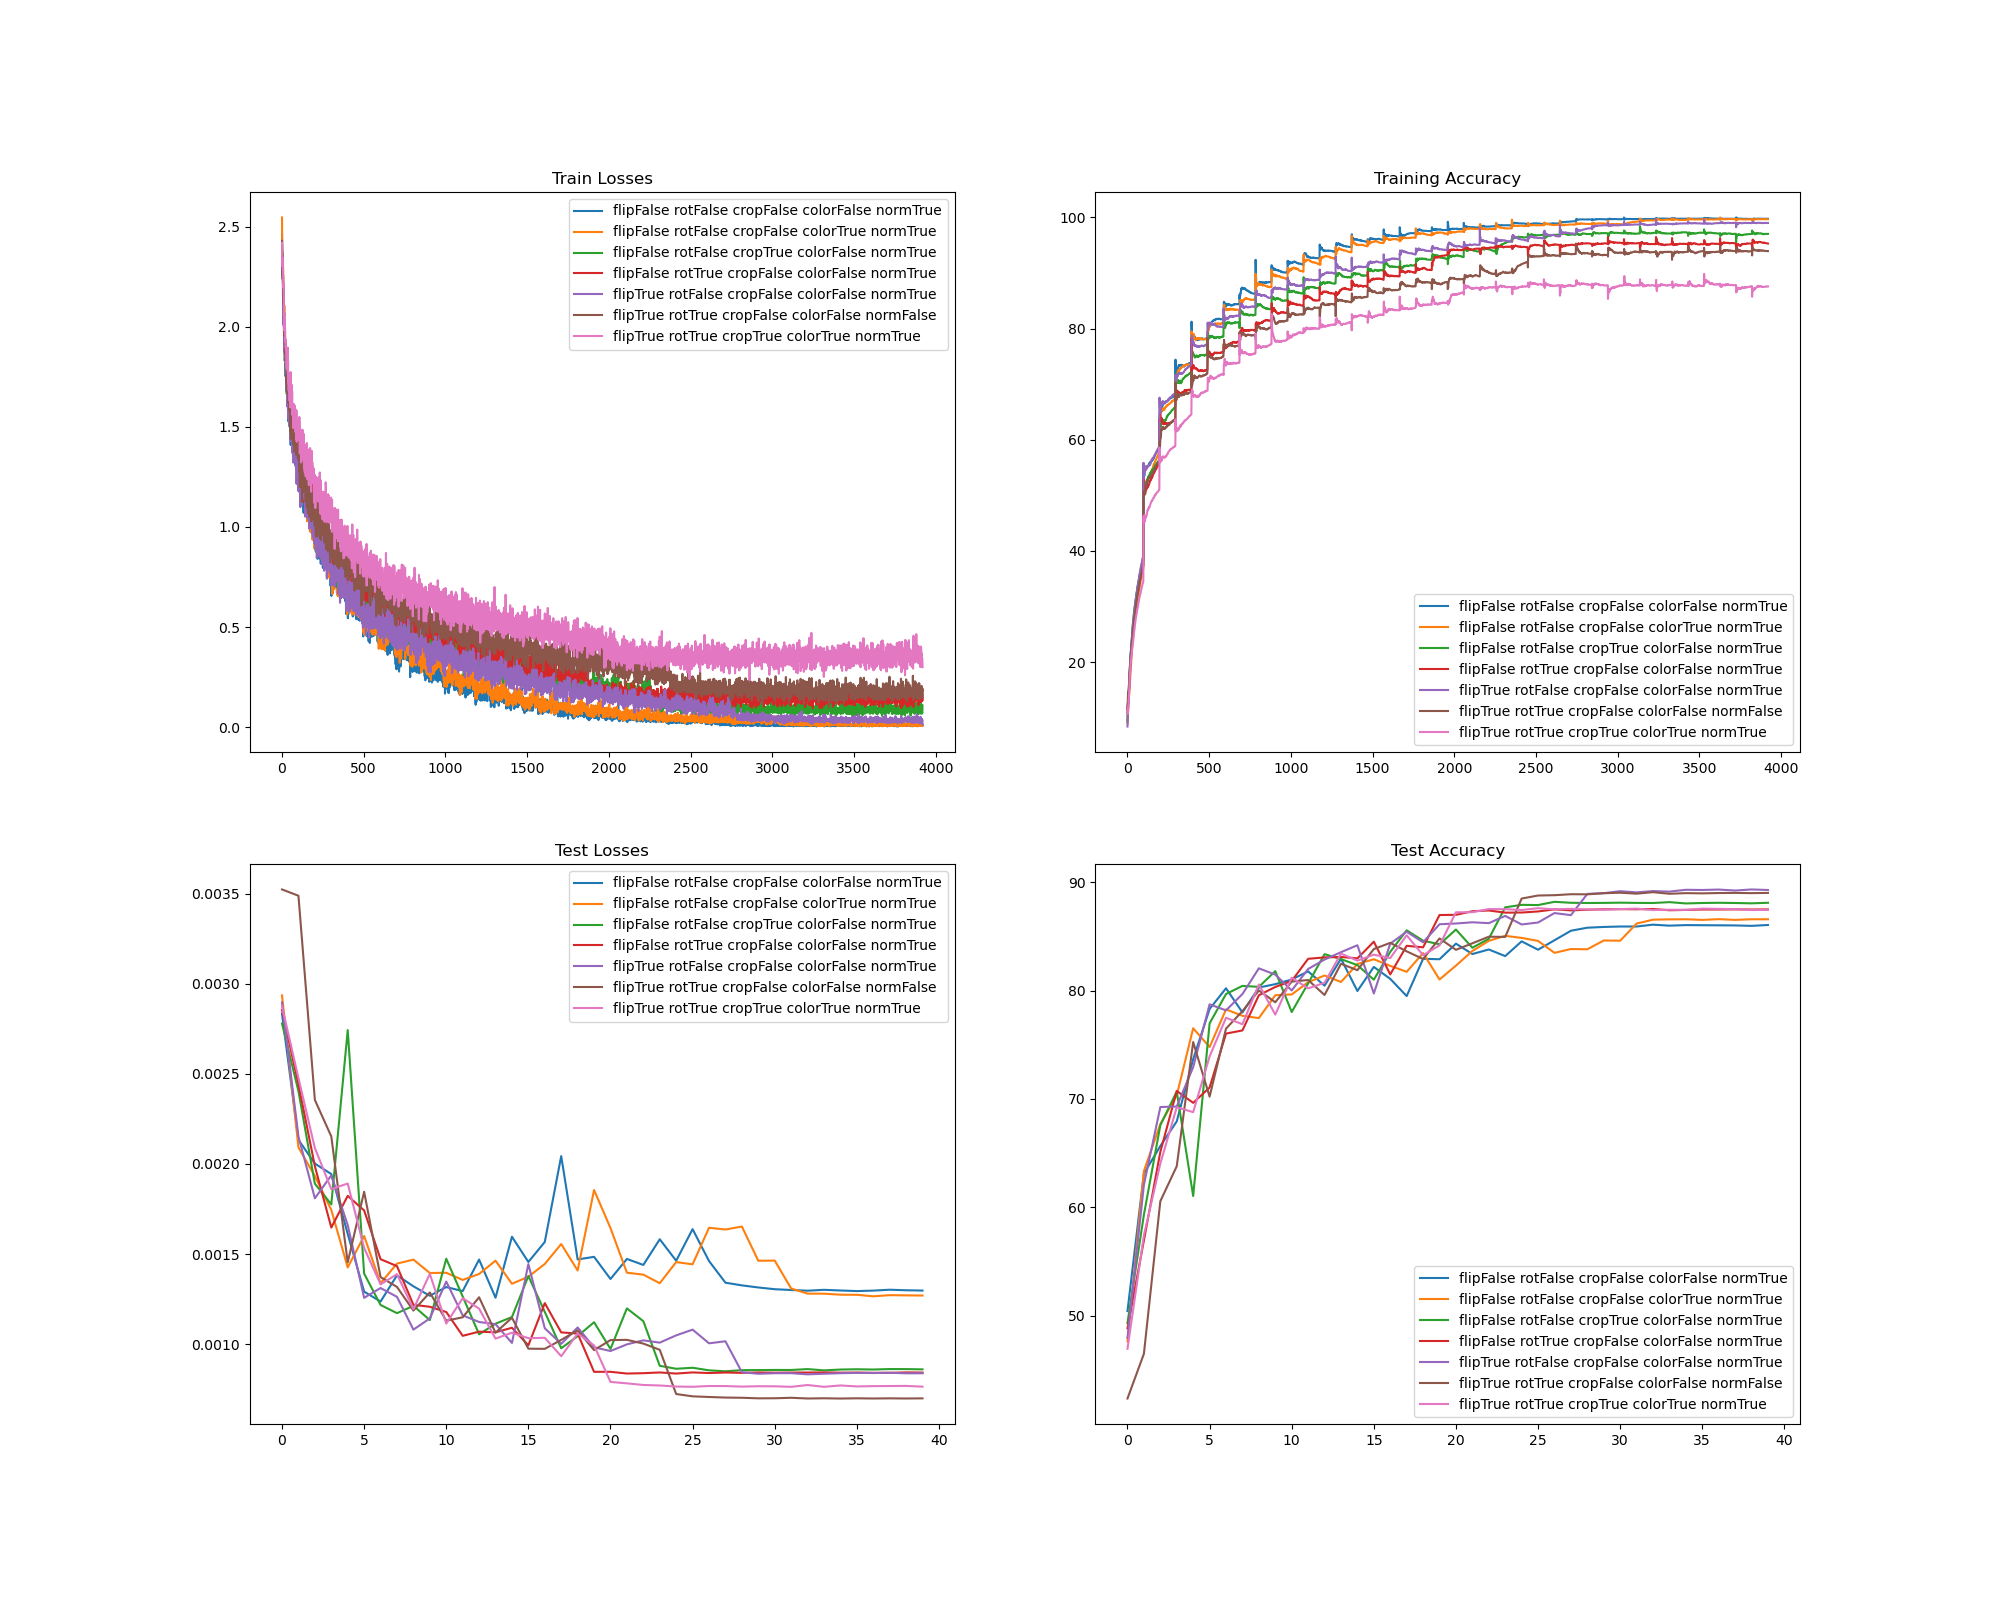 Train Losses
2.5
2.0
1.5
1.0
0.5
0.0
0
500
1000
1500
2000
2500
3000
3500
4000
flipFalse rotFalse cropFalse colorFalse normTrue
flipFalse rotFalse cropFalse colorTrue normTrue
flipFalse rotFalse cropTrue colorFalse normTrue
flipFalse rotTrue cropFalse colorFalse normTrue
flipTrue rotFalse cropFalse colorFalse normTrue
flipTrue rotTrue cropFalse colorFalse normFalse
flipTrue rotTrue cropTrue colorTrue normTrue
Training Accuracy
100
80
60
40
20
0
500
1000
1500
2000
2500
3000
3500
4000
flipFalse rotFalse cropFalse colorFalse normTrue
flipFalse rotFalse cropFalse colorTrue normTrue
flipFalse rotFalse cropTrue colorFalse normTrue
flipFalse rotTrue cropFalse colorFalse normTrue
flipTrue rotFalse cropFalse colorFalse normTrue
flipTrue rotTrue cropFalse colorFalse normFalse
flipTrue rotTrue cropTrue colorTrue normTrue
Test Losses
0.0035
0.0030
0.0025
0.0020
0.0015
0.0010
0
5
10
15
20
25
30
35
40
flipFalse rotFalse cropFalse colorFalse normTrue
flipFalse rotFalse cropFalse colorTrue normTrue
flipFalse rotFalse cropTrue colorFalse normTrue
flipFalse rotTrue cropFalse colorFalse normTrue
flipTrue rotFalse cropFalse colorFalse normTrue
flipTrue rotTrue cropFalse colorFalse normFalse
flipTrue rotTrue cropTrue colorTrue normTrue
Test Accuracy
90
80
70
60
50
0
5
10
15
20
25
30
35
40
flipFalse rotFalse cropFalse colorFalse normTrue
flipFalse rotFalse cropFalse colorTrue normTrue
flipFalse rotFalse cropTrue colorFalse normTrue
flipFalse rotTrue cropFalse colorFalse normTrue
flipTrue rotFalse cropFalse colorFalse normTrue
flipTrue rotTrue cropFalse colorFalse normFalse
flipTrue rotTrue cropTrue colorTrue normTrue